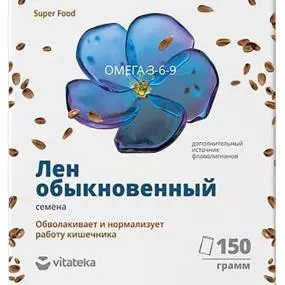 Super Food
ОМЕГА 3-6-9
дополнительный
источник
флаволигнанов
Лен
обыкновенный
семена
Обволакивает и нормализует
работу кишечника
vitateka
150
грамм